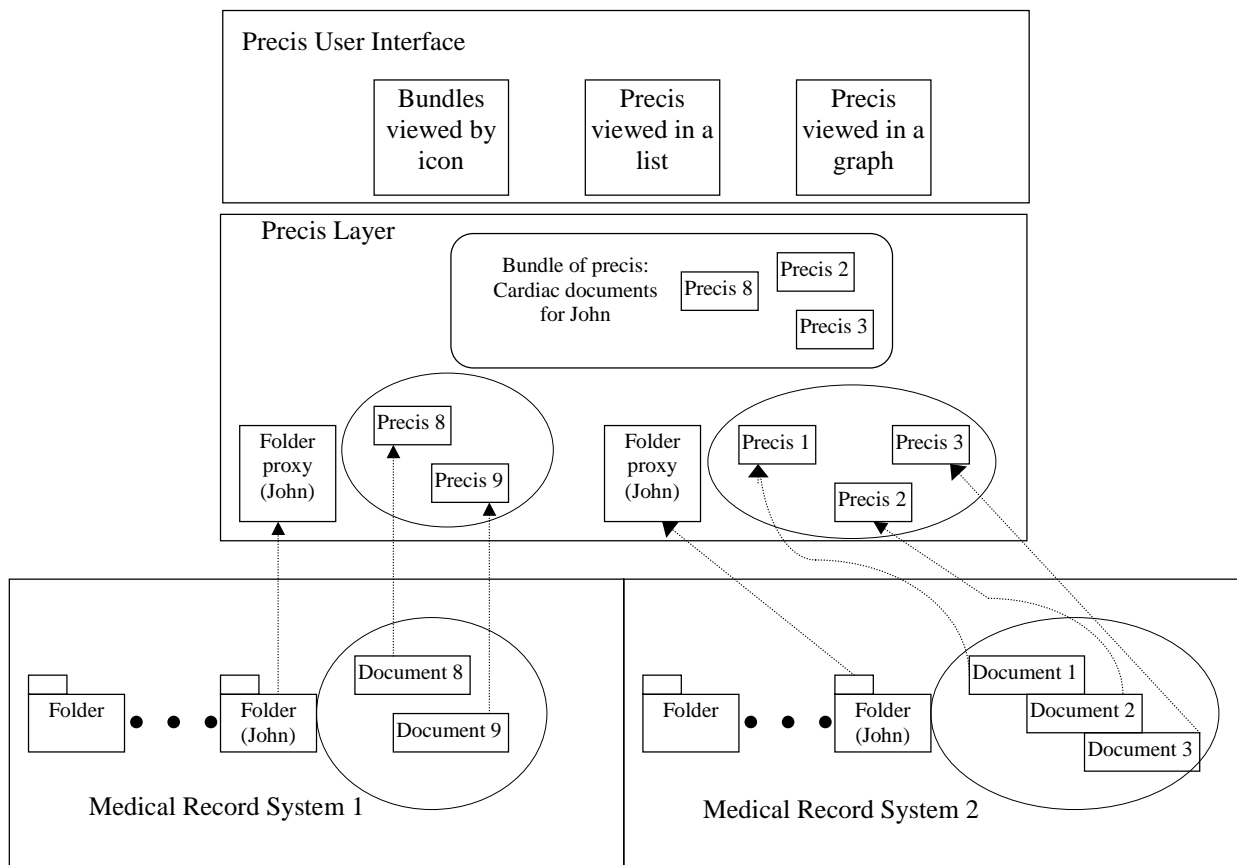 Precis User Interface
Bundles
viewed by
icon
Precis
viewed in a
list
Precis
viewed in a
graph
Precis Layer
Bundle of precis:
Cardiac documents
for John
Precis 8
Precis 2
Precis 3
Folder
proxy
(John)
Precis 8
Precis 9
Folder
proxy
(John)
Precis 1
Precis 3
Precis 2
Folder
Folder
(John)
Document 8
Document 9
Medical Record System 1
Folder
Folder
(John)
Document 1
Document 2
Document 3
Medical Record System 2